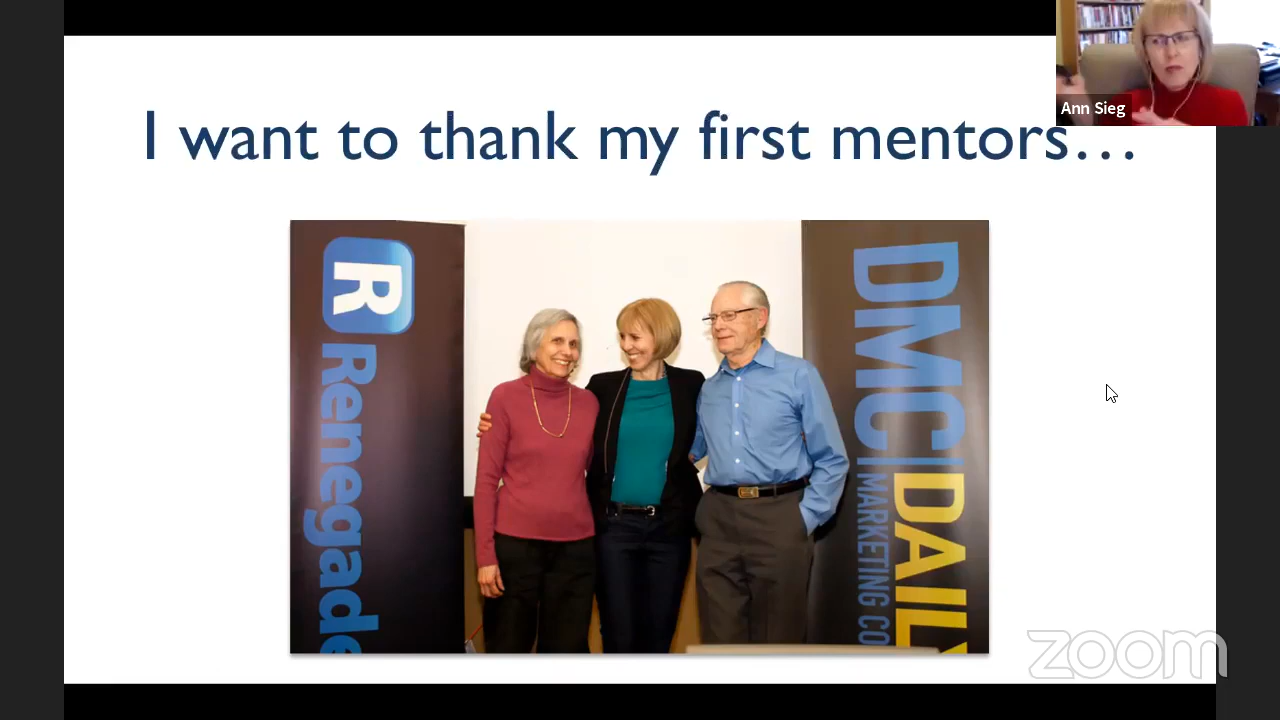 I want to thank my first mentors...
Ann Sieg
R Renegade
DMC|DAILY
MARKETING CO
zoom